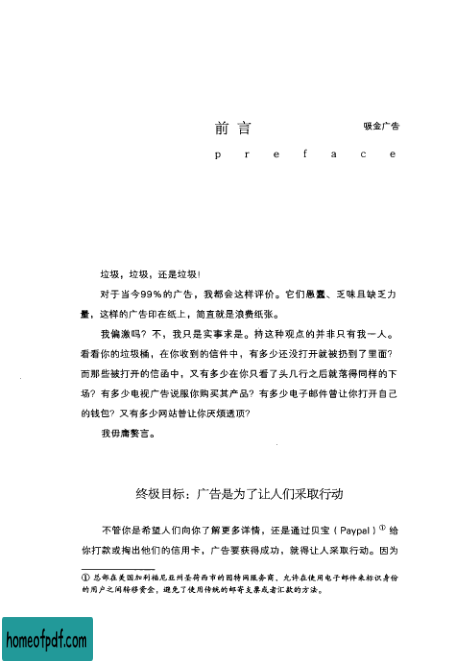 前言
吸金广告
preface
垃圾，垃圾，还是垃圾！
对于当今99%的广告，我都会这样评价。它们愚蠢、乏味且缺乏力
量，这样的广告印在纸上，简直就是浪费纸张。
我偏激吗？不，我只是实事求是。持这种观点的并非只有我一人。
看看你的垃圾桶，在你收到的信件中，有多少还没打开就被扔到了里面？
而那些被打开的信函中，又有多少在你只看了头几行之后就落得同样的下
场？有多少电视广告说服你购买其产品？有多少电子邮件曾让你打开自己
的钱包？又有多少网站曾让你厌烦透顶？
我毋庸赘言。
终极目标：广告是为了让人们采取行动
不管你是希望人们向你了解更多详情，还是通过贝宝（Paypal）① 给
你打款或掏出他们的信用卡，广告要获得成功，就得让人采取行动。因为
① 总部在美国加利福尼亚州圣荷西市的因特网服务商，允许在使用电子邮件来标识身份
的用户之间转移资金，避免了使用传统的邮寄支票或者汇款的方法。
homeofpdf.com